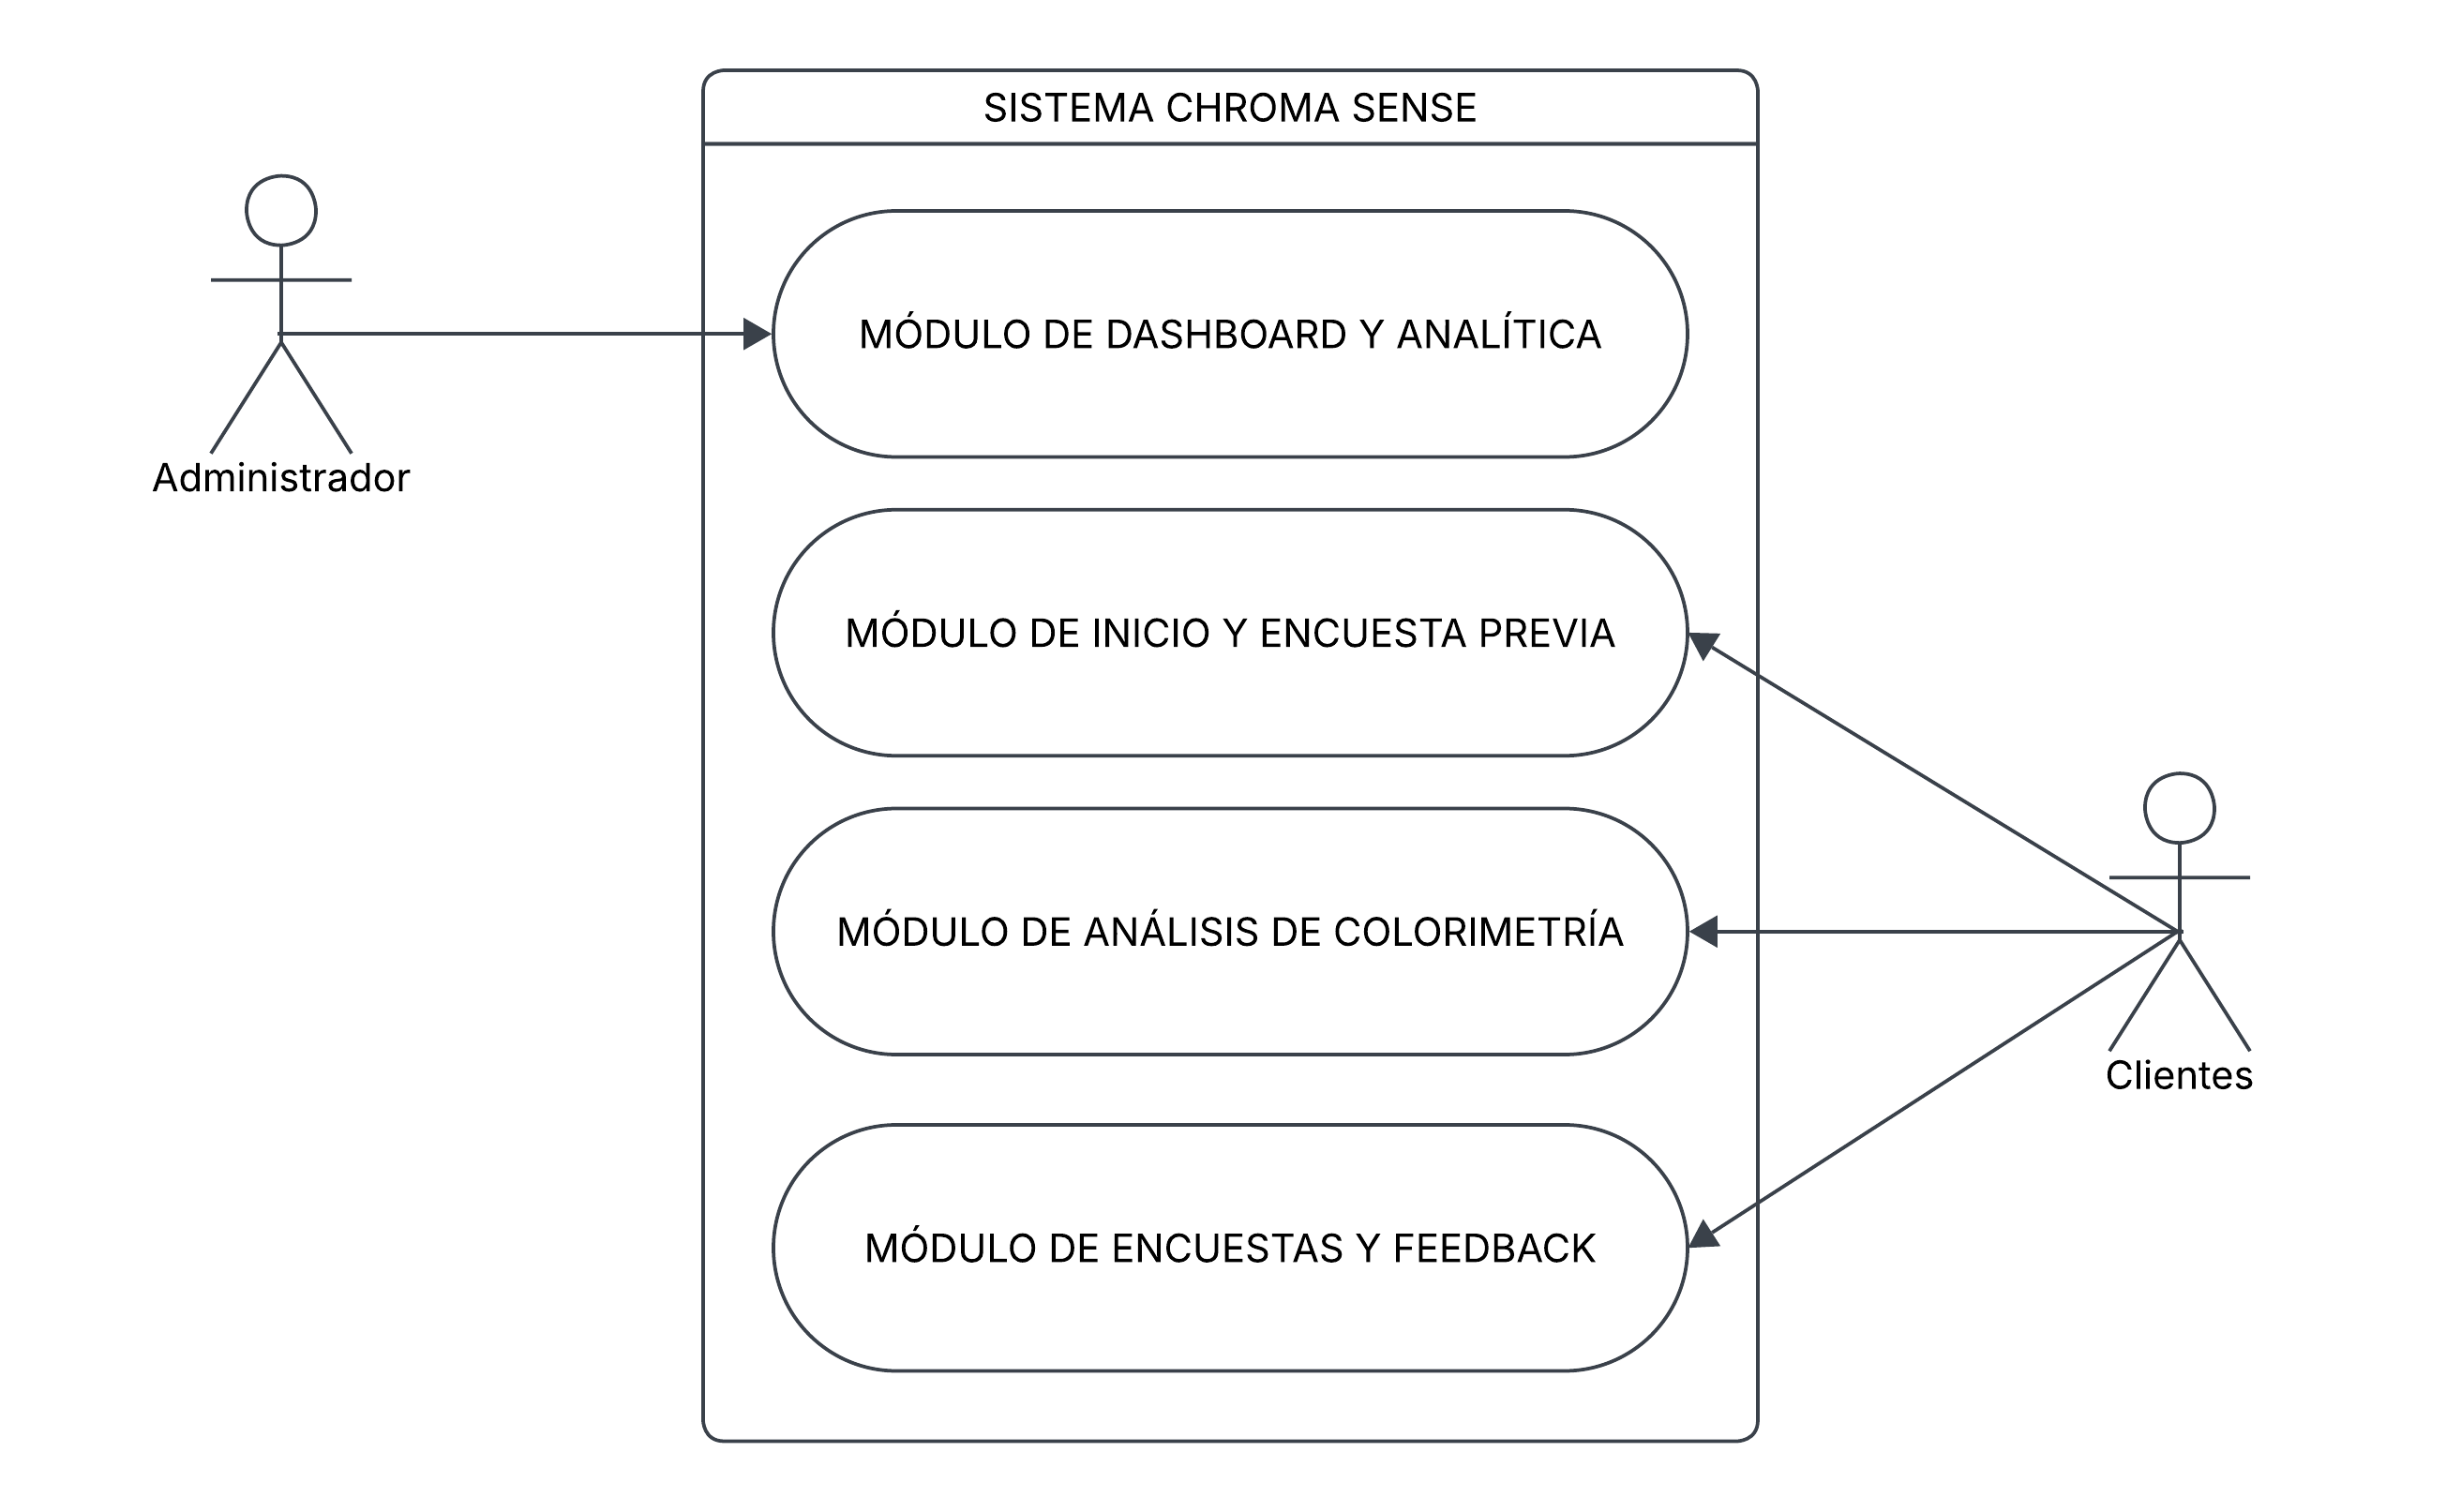 SISTEMA CHROMA SENSE
MÓDULO DE DASHBOARD Y ANALÍTICA
Administrador
MÓDULO DE INICIO Y ENCUESTA PREVIA
MÓDULO DE ANÁLISIS DE COLORIMETRÍA
Clientes
MÓDULO DE ENCUESTAS Y FEEDBACK